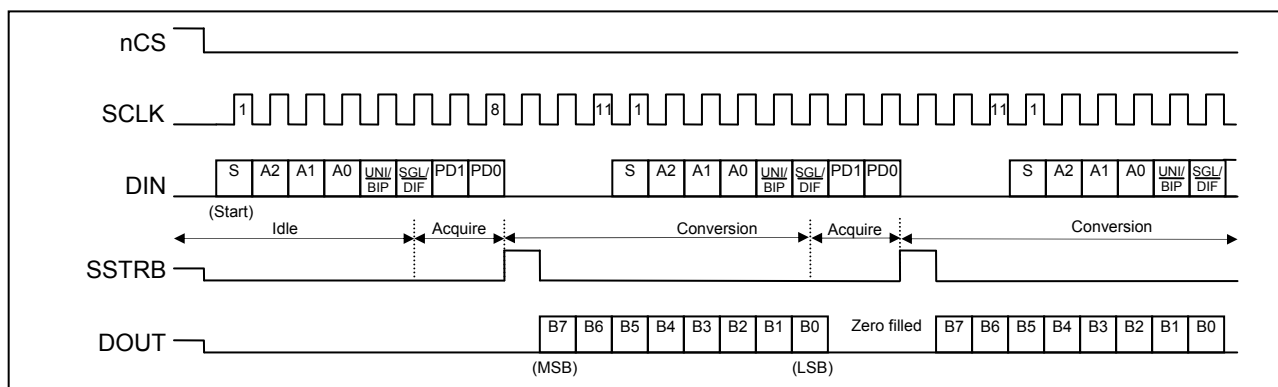 nCS
SCLK 1 8 11 1 11 1
DIN S A2 A1 A0 UNI/BIP SGL/DIF PD1 PD0 S A2 A1 A0 UNI/BIP SGL/DIF PD1 PD0 S A2 A1 A0 UNI/BIP SGL/DIF
(Start)
Idle Acquire Conversion Acquire Conversion
SSTRB
DOUT B7 B6 B5 B4 B3 B2 B1 B0 Zero filled B7 B6 B5 B4 B3 B2 B1 B0
(MSB) (LSB)